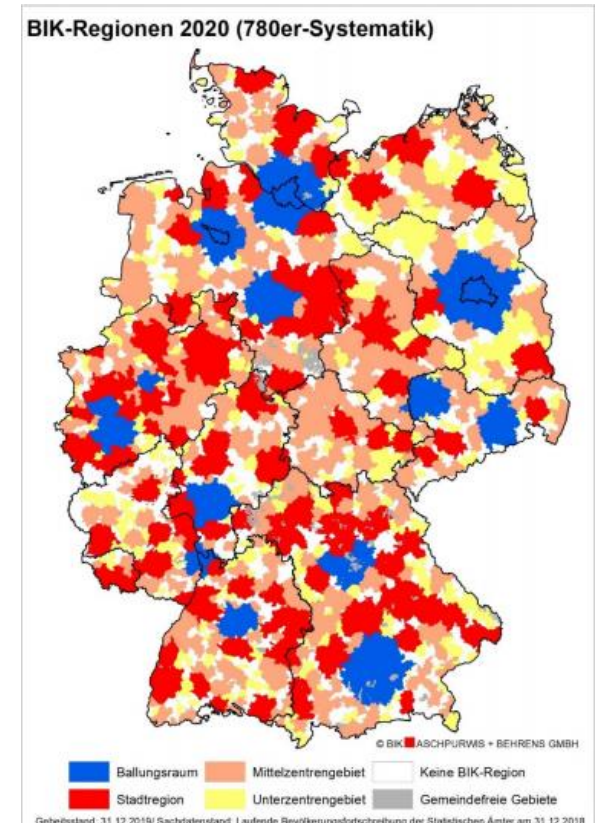 BIK-Regionen 2020 (780er-Systematik)
© BIK ASCHPURWIS + BEHRENS GMBH
Ballungsraum Mittelzentrengebiet Keine BIK-Region
Stadtregion Unterzentrengebiet Gemeindefreie Gebiete
Gebietsstand: 31.12.2019/ Sachdatenstand: Laufende Bevölkerungsfortschreibung der Statistischen Ämter am 31.12.2018